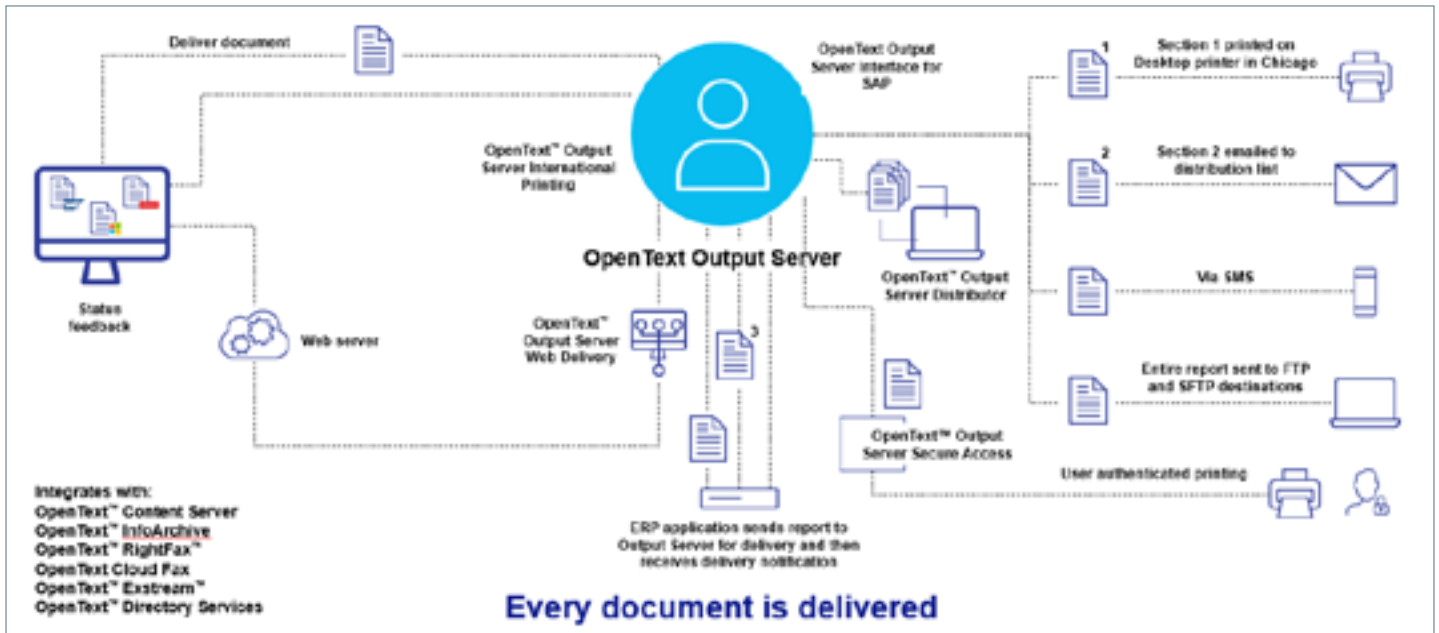 Deliver document
OpenText Output
Server Interface for
SAP
1
Section 1 printed on
Desktop printer in Chicago
OpenText™ Output
Server International
Printing
2
Section 2 emailed to
distribution list
OpenText Output Server
OpenText™ Output
Server Distributor
Via SMS
Status
feedback
Web server
OpenText™
Output Server
Web Delivery
3
Entire report sent to FTP
and SFTP destinations
OpenText™ Output
Server Secure Access
User authenticated printing
Integrates with:
OpenText™ Content Server
OpenText™ InfoArchive
OpenText™ RightFax™
OpenText Cloud Fax
OpenText™ Exstream™
OpenText™ Directory Services
ERP application sends report to
Output Server for delivery and then
receives delivery notification
Every document is delivered